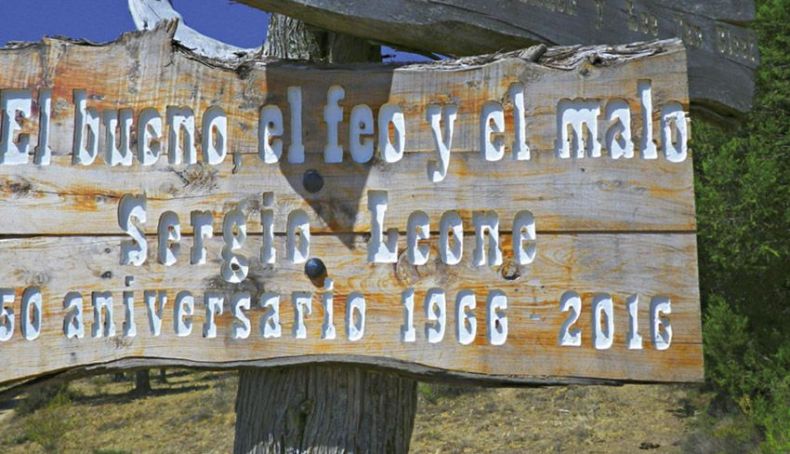 El bueno, el feo y el malo
Sergio Leone
50 aniversario 1966 - 2016